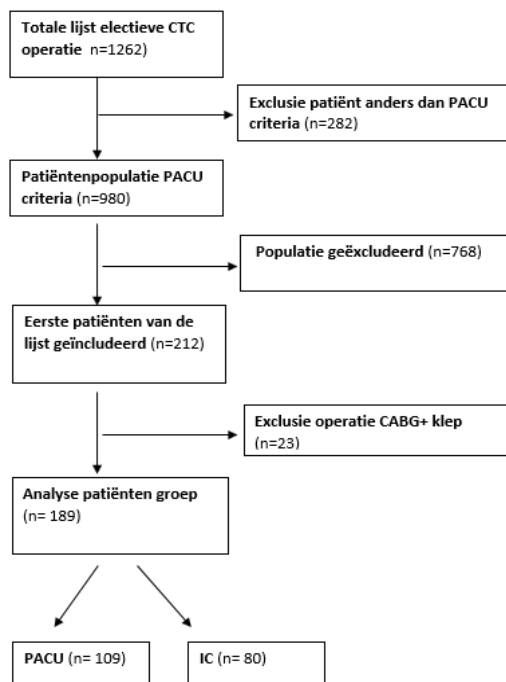 Totale lijst electieve CTC
operatie  n=1262)
Exclusie patiënt anders dan PACU
criteria (n=282)
Patiëntenpopulatie PACU
criteria (n=980)
Populatie geëxcludeerd (n=768)
Eerste patiënten van de
lijst geïncludeerd (n=212)
Exclusie operatie CABG+ klep
(n=23)
Analyse patiënten groep
(n= 189)
PACU (n= 109)
IC (n= 80)